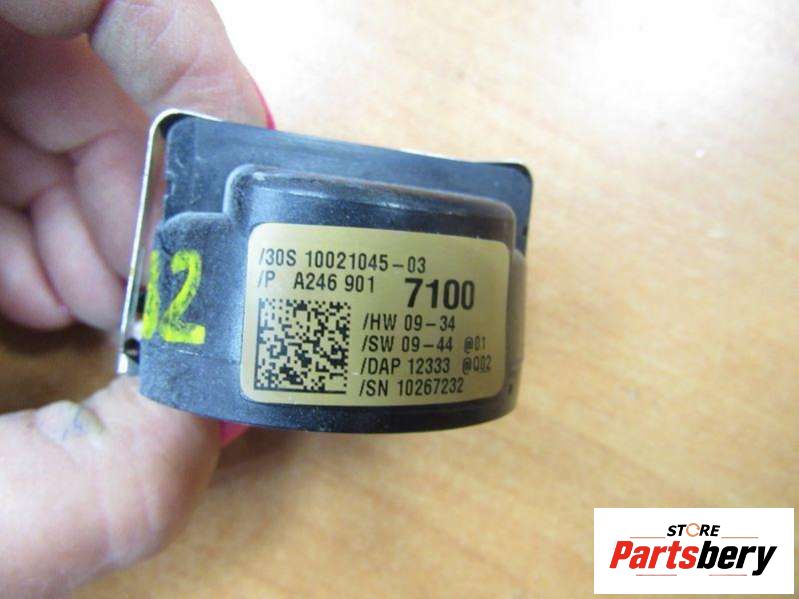 /30S 10021045-03
/P A246 901 7100
/HW 09-34
/SW 09-44 @01
/DAP 12333 @002
/SN 10267232
32
STORE
Partsbery